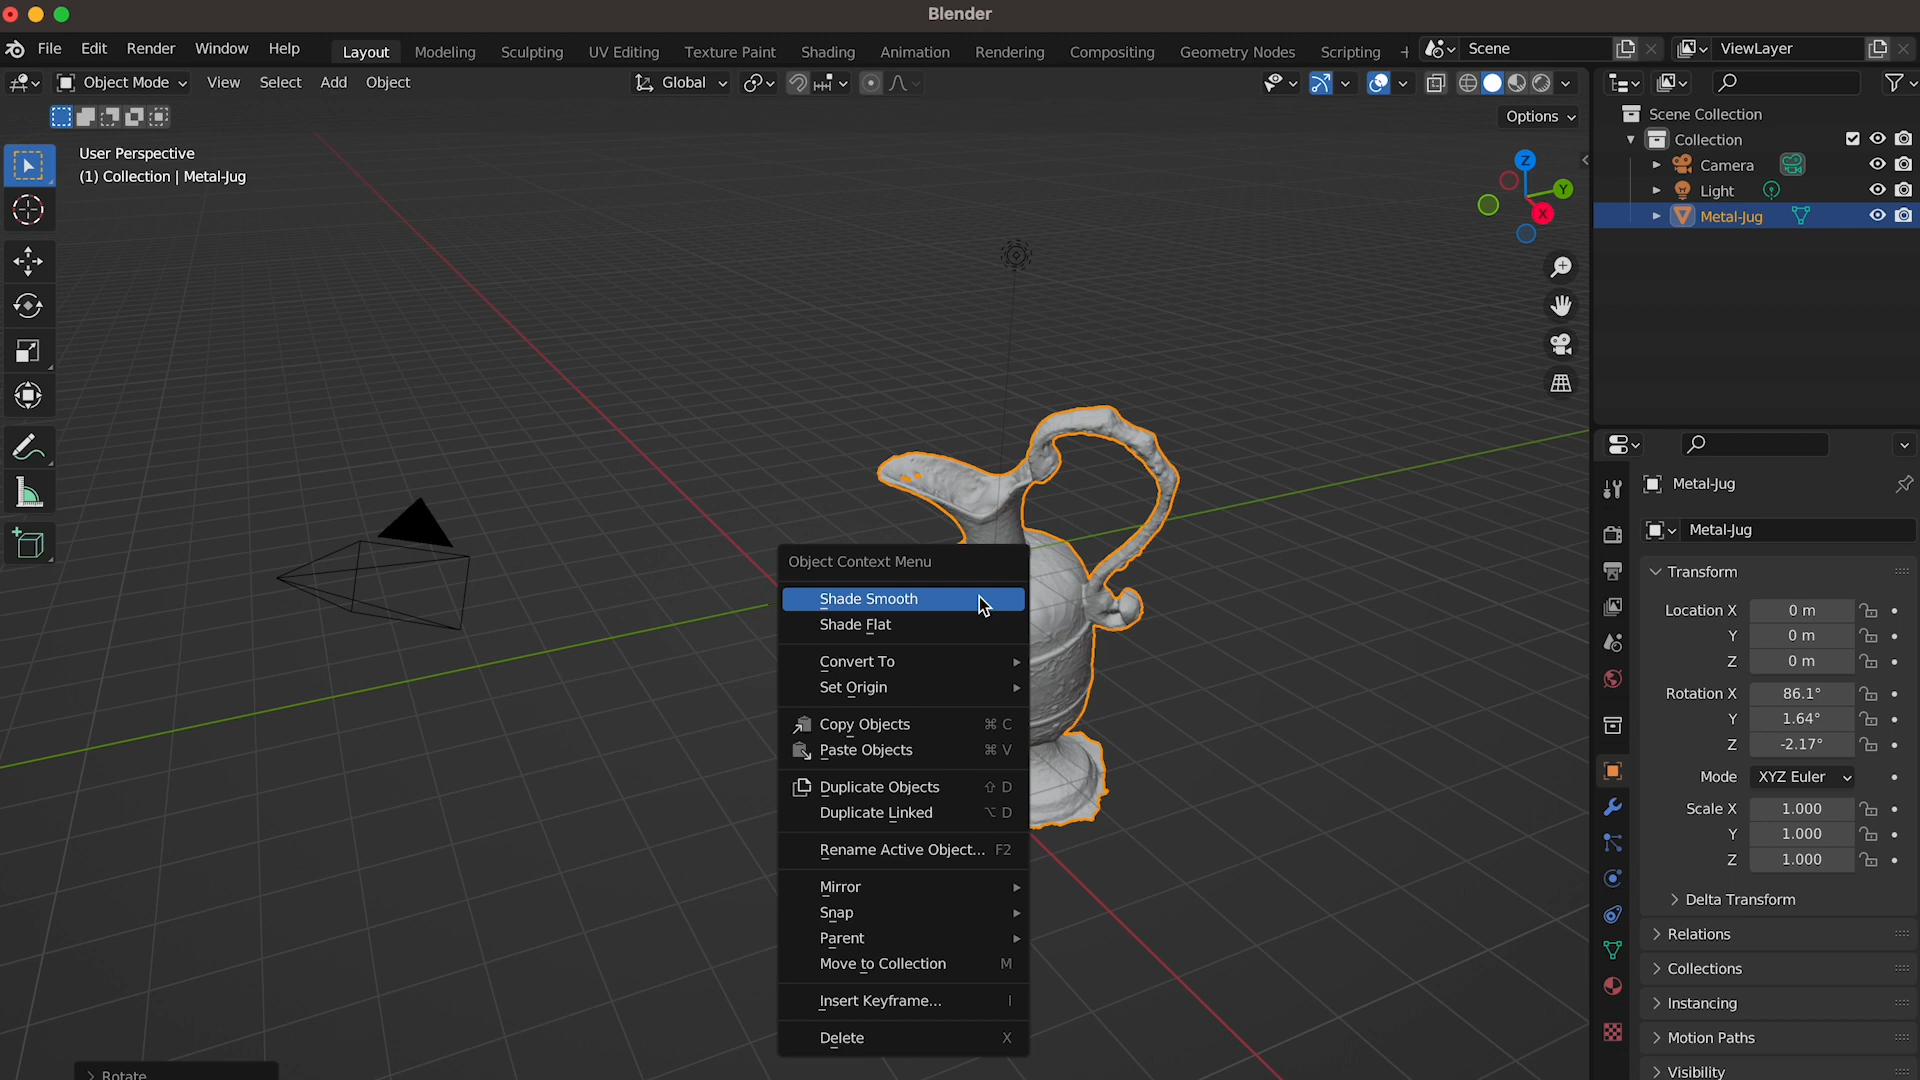 Blender
File Edit Render Window Help Layout Modeling Sculpting UV Editing Texture Paint Shading Animation Rendering Compositing Geometry Nodes Scripting + Scene ViewLayer
Object Mode View Select Add Object Global
Options
User Perspective
(1) Collection | Metal-Jug
Z
Y
X
Scene Collection
Collection
Camera
Light
Metal-Jug
Object Context Menu
Shade Smooth
Shade Flat
Convert To
Set Origin
Copy Objects ⌘ C
Paste Objects ⌘ V
Duplicate Objects ⇧ D
Duplicate Linked ⌥ D
Rename Active Object... F2
Mirror
Snap
Parent
Move to Collection M
Insert Keyframe... I
Delete X
Metal-Jug
Metal-Jug
Transform
Location X 0 m
Y 0 m
Z 0 m
Rotation X 86.1°
Y 1.64°
Z -2.17°
Mode XYZ Euler
Scale X 1.000
Y 1.000
Z 1.000
Delta Transform
Relations
Collections
Instancing
Motion Paths
Visibility
Rotate